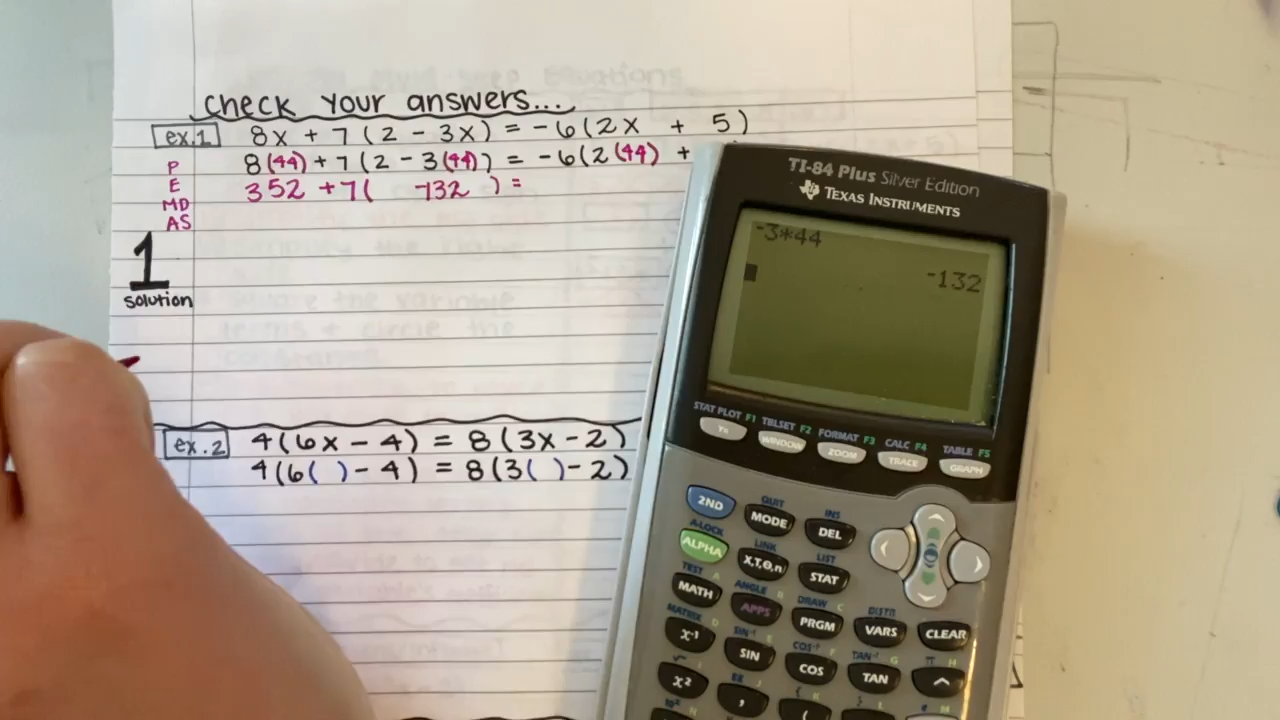 check your answers...
ex.1 8x + 7(2 - 3x) = -6(2x + 5)
8(44) + 7(2 - 3(44)) = -6(2(44) +
352 + 7( -132 ) =
P
E
MD
AS
1
solution
ex.2 4(6x - 4) = 8(3x - 2)
4(6( ) - 4) = 8(3( ) - 2)
TI-84 Plus Silver Edition
TEXAS INSTRUMENTS
-3*44
-132
STAT PLOT F1 TBLSET F2 FORMAT F3 CALC F4 TABLE F5
Y= WINDOW ZOOM TRACE GRAPH
QUIT INS
2ND MODE DEL
A-LOCK LINK LIST
ALPHA X,T,Θ,n STAT
TEST A ANGLE B DRAW C DISTR
MATH APPS PRGM VARS CLEAR
MATRIX D SIN⁻¹ E COS⁻¹ F TAN⁻¹ G π H
x⁻¹ SIN COS TAN ^
√ I EE J { K } L e M
x² , (
10ˣ N